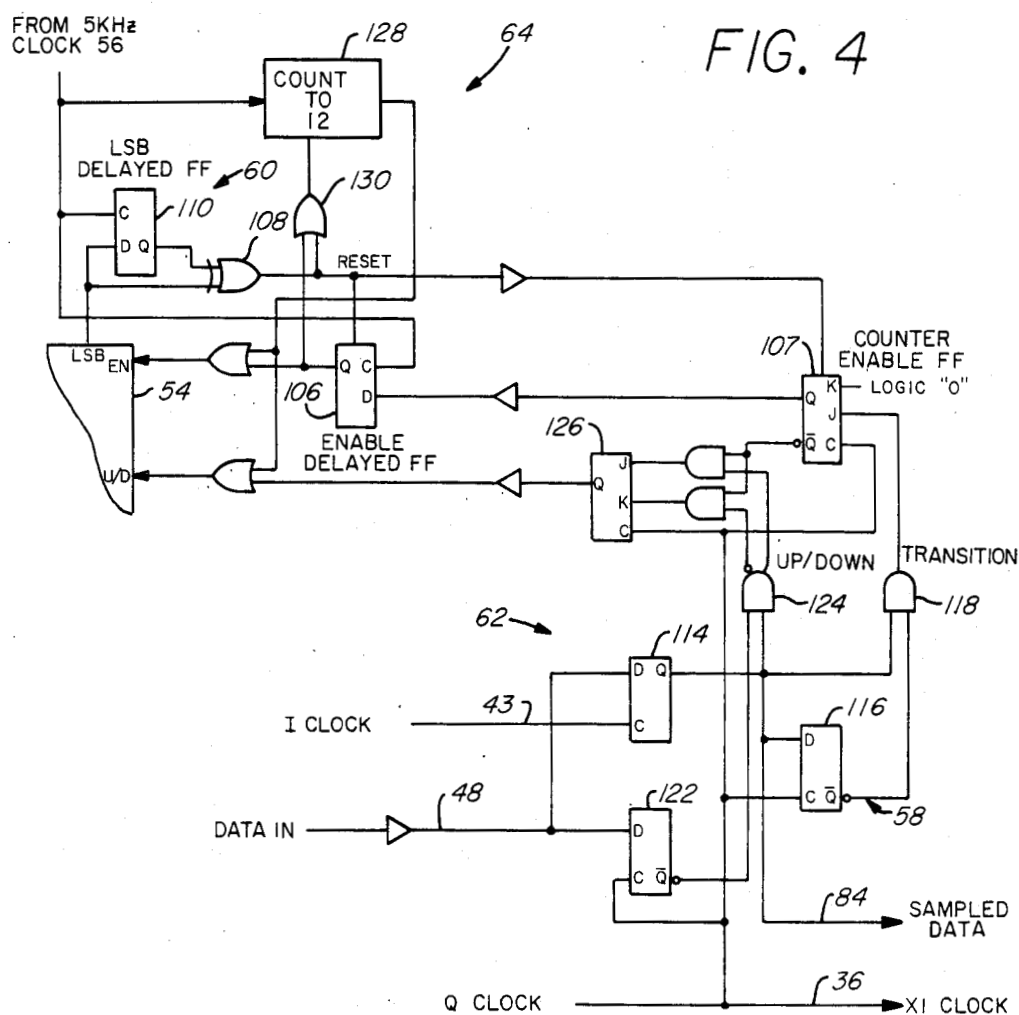 FROM 5KHz
CLOCK 56
128
64
FIG. 4
COUNT
TO
12
LSB
DELAYED FF
60
130
110
108
C
D Q
RESET
LSB
EN
54
U/D
106
Q C
D
ENABLE
DELAYED FF
107
COUNTER
ENABLE FF
K
LOGIC "O"
Q
J
Q̅ C
126
J
Q
K
C
UP/DOWN
TRANSITION
124
118
62
114
D Q
C
I CLOCK
43
116
D
C Q̅
58
DATA IN
48
122
D
C Q̅
84
SAMPLED
DATA
Q CLOCK
36
X1 CLOCK